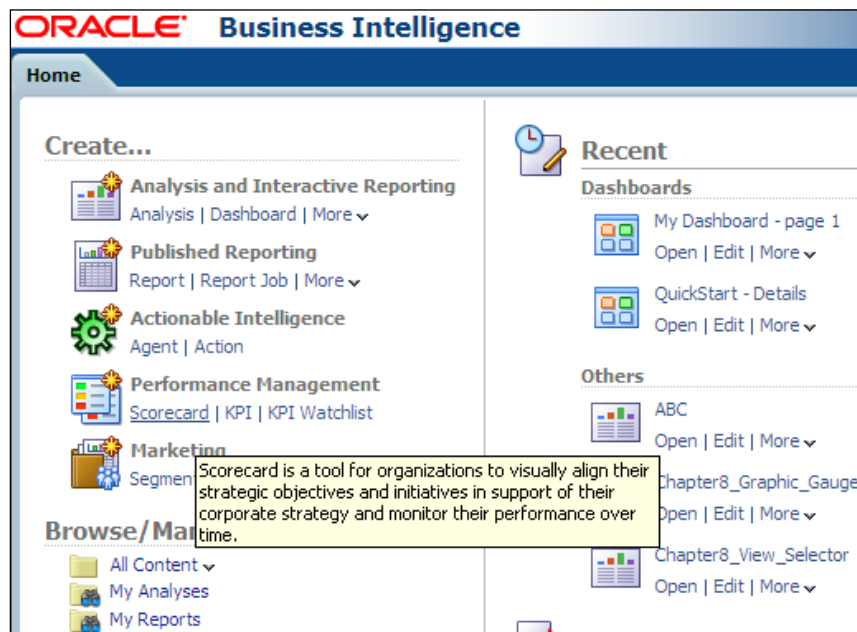 ORACLE Business Intelligence
Home
Create...
Analysis and Interactive Reporting
Analysis | Dashboard | More
Published Reporting
Report | Report Job | More
Actionable Intelligence
Agent | Action
Performance Management
Scorecard | KPI | KPI Watchlist
Marketing
Segment
Scorecard is a tool for organizations to visually align their
strategic objectives and initiatives in support of their
corporate strategy and monitor their performance over
time.
Browse/Ma
All Content
My Analyses
My Reports
Recent
Dashboards
My Dashboard - page 1
Open | Edit | More
QuickStart - Details
Open | Edit | More
Others
ABC
Open | Edit | More
Chapter8_Graphic_Gauge
Open | Edit | More
Chapter8_View_Selector
Open | Edit | More